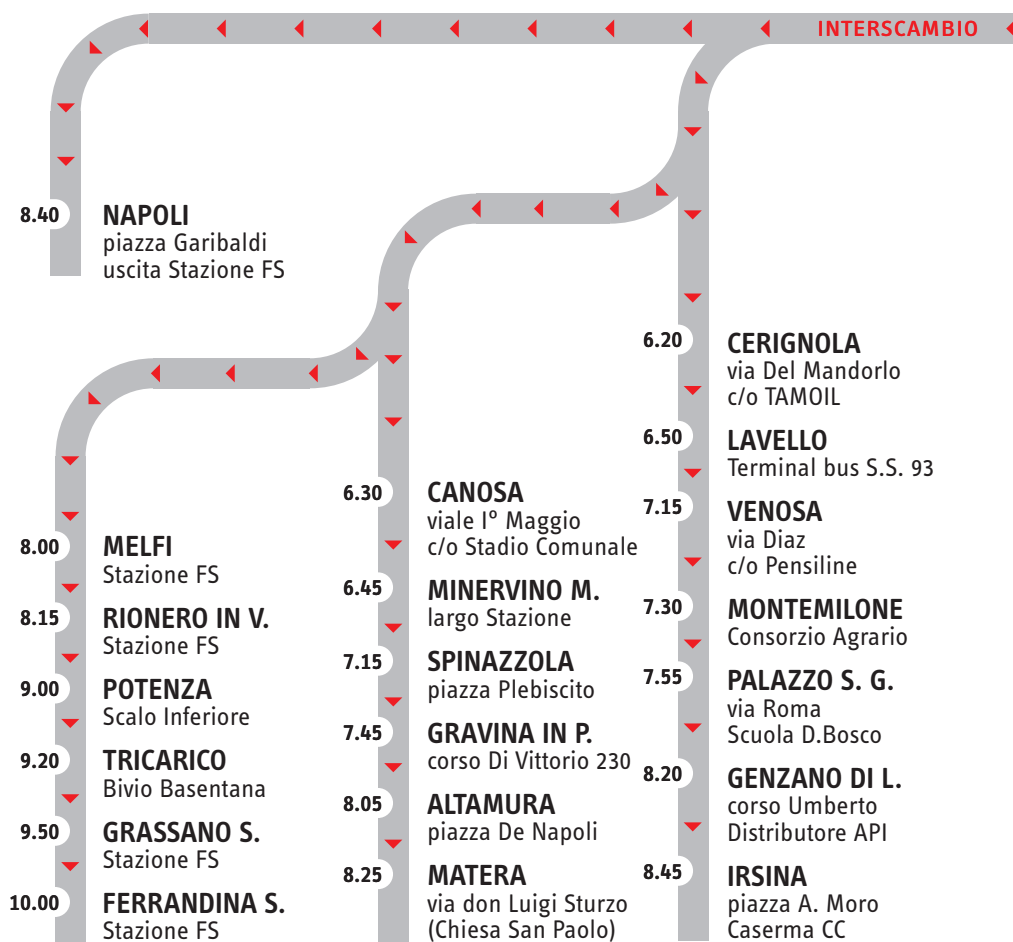 INTERSCAMBIO
8.40 NAPOLI
piazza Garibaldi
uscita Stazione FS
8.00 MELFI
Stazione FS
8.15 RIONERO IN V.
Stazione FS
9.00 POTENZA
Scalo Inferiore
9.20 TRICARICO
Bivio Basentana
9.50 GRASSANO S.
Stazione FS
10.00 FERRANDINA S.
Stazione FS
6.30 CANOSA
viale I° Maggio
c/o Stadio Comunale
6.45 MINERVINO M.
largo Stazione
7.15 SPINAZZOLA
piazza Plebiscito
7.45 GRAVINA IN P.
corso Di Vittorio 230
8.05 ALTAMURA
piazza De Napoli
8.25 MATERA
via don Luigi Sturzo
(Chiesa San Paolo)
6.20 CERIGNOLA
via Del Mandorlo
c/o TAMOIL
6.50 LAVELLO
Terminal bus S.S. 93
7.15 VENOSA
via Diaz
c/o Pensiline
7.30 MONTEMILONE
Consorzio Agrario
7.55 PALAZZO S. G.
via Roma
Scuola D.Bosco
8.20 GENZANO DI L.
corso Umberto
Distributore API
8.45 IRSINA
piazza A. Moro
Caserma CC